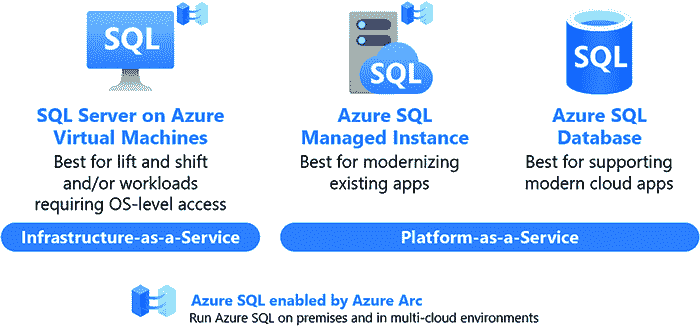 SQL
SQL Server on Azure
Virtual Machines
Best for lift and shift
and/or workloads
requiring OS-level access
SQL
Azure SQL
Managed Instance
Best for modernizing
existing apps
SQL
Azure SQL
Database
Best for supporting
modern cloud apps
Infrastructure-as-a-Service
Platform-as-a-Service
Azure SQL enabled by Azure Arc
Run Azure SQL on premises and in multi-cloud environments